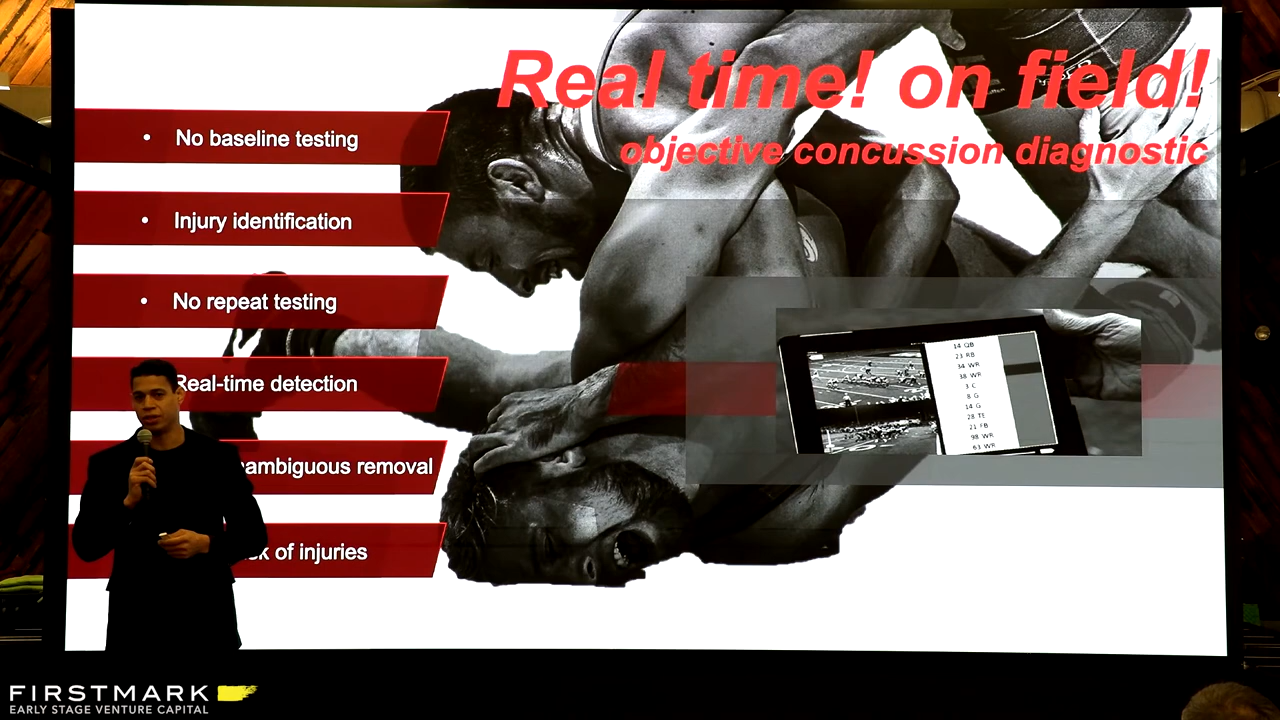 Real time! on field!
objective concussion diagnostic
• No baseline testing
• Injury identification
• No repeat testing
Real-time detection
of injuries
14 QB
23 RB
34 WR
38 WR
3 C
8 G
14 G
28 TE
21 FB
98 WR
63 WR
removal
FIRSTMARK
EARLY STAGE VENTURE CAPITAL